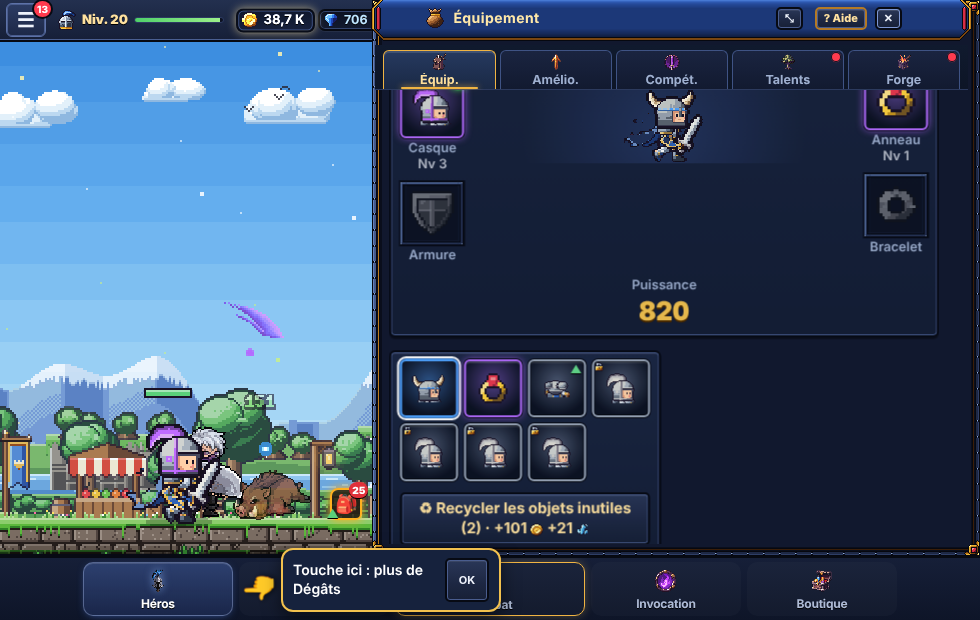 13
Niv. 20
38,7 K
706
Équipement
? Aide
Équip.
Amélio.
Compét.
Talents
Forge
Casque
Nv 3
Anneau
Nv 1
Armure
Bracelet
Puissance
820
151
25
♻ Recycler les objets inutiles
(2) · +101 +21
Touche ici : plus de
Dégâts
OK
Héros
Invocation
Boutique